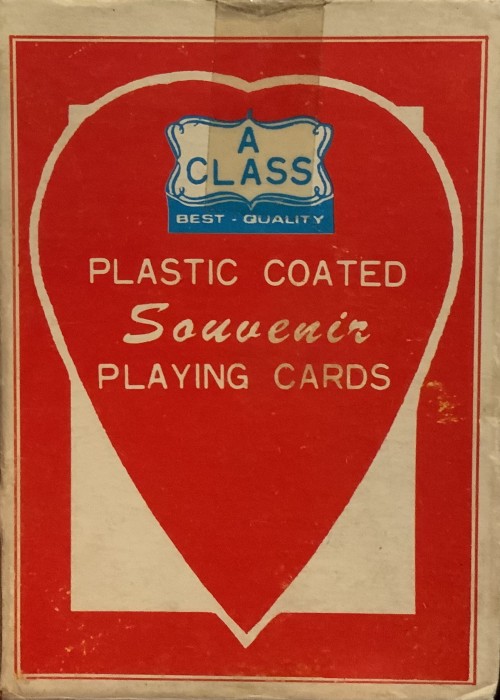 A
CLASS
BEST - QUALITY
PLASTIC COATED
Souvenir
PLAYING CARDS